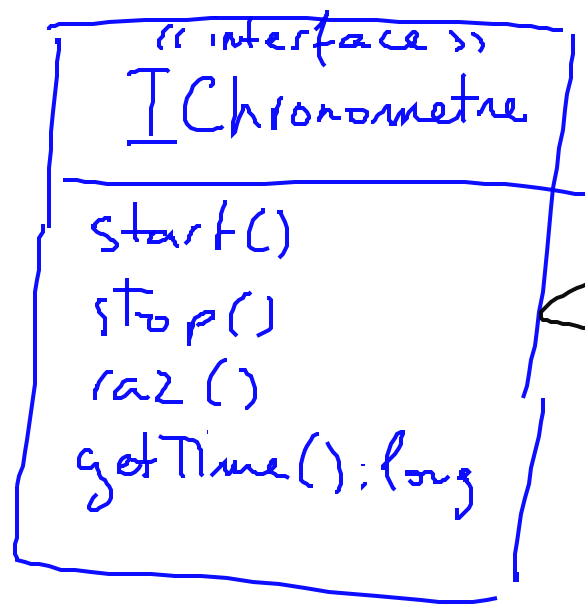 << interface >>
IChronometre
start()
stop()
raz()
getTime() : long